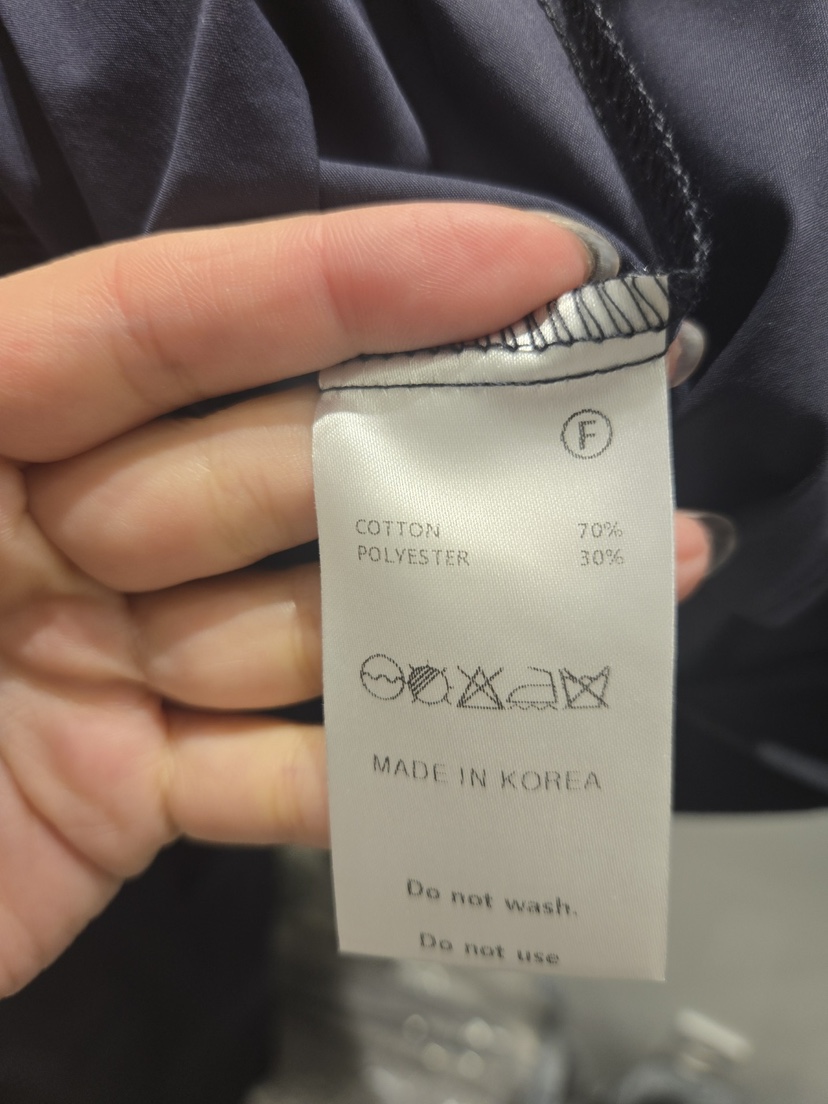 F
COTTON 70%
POLYESTER 30%
MADE IN KOREA
Do not wash.
Do not use